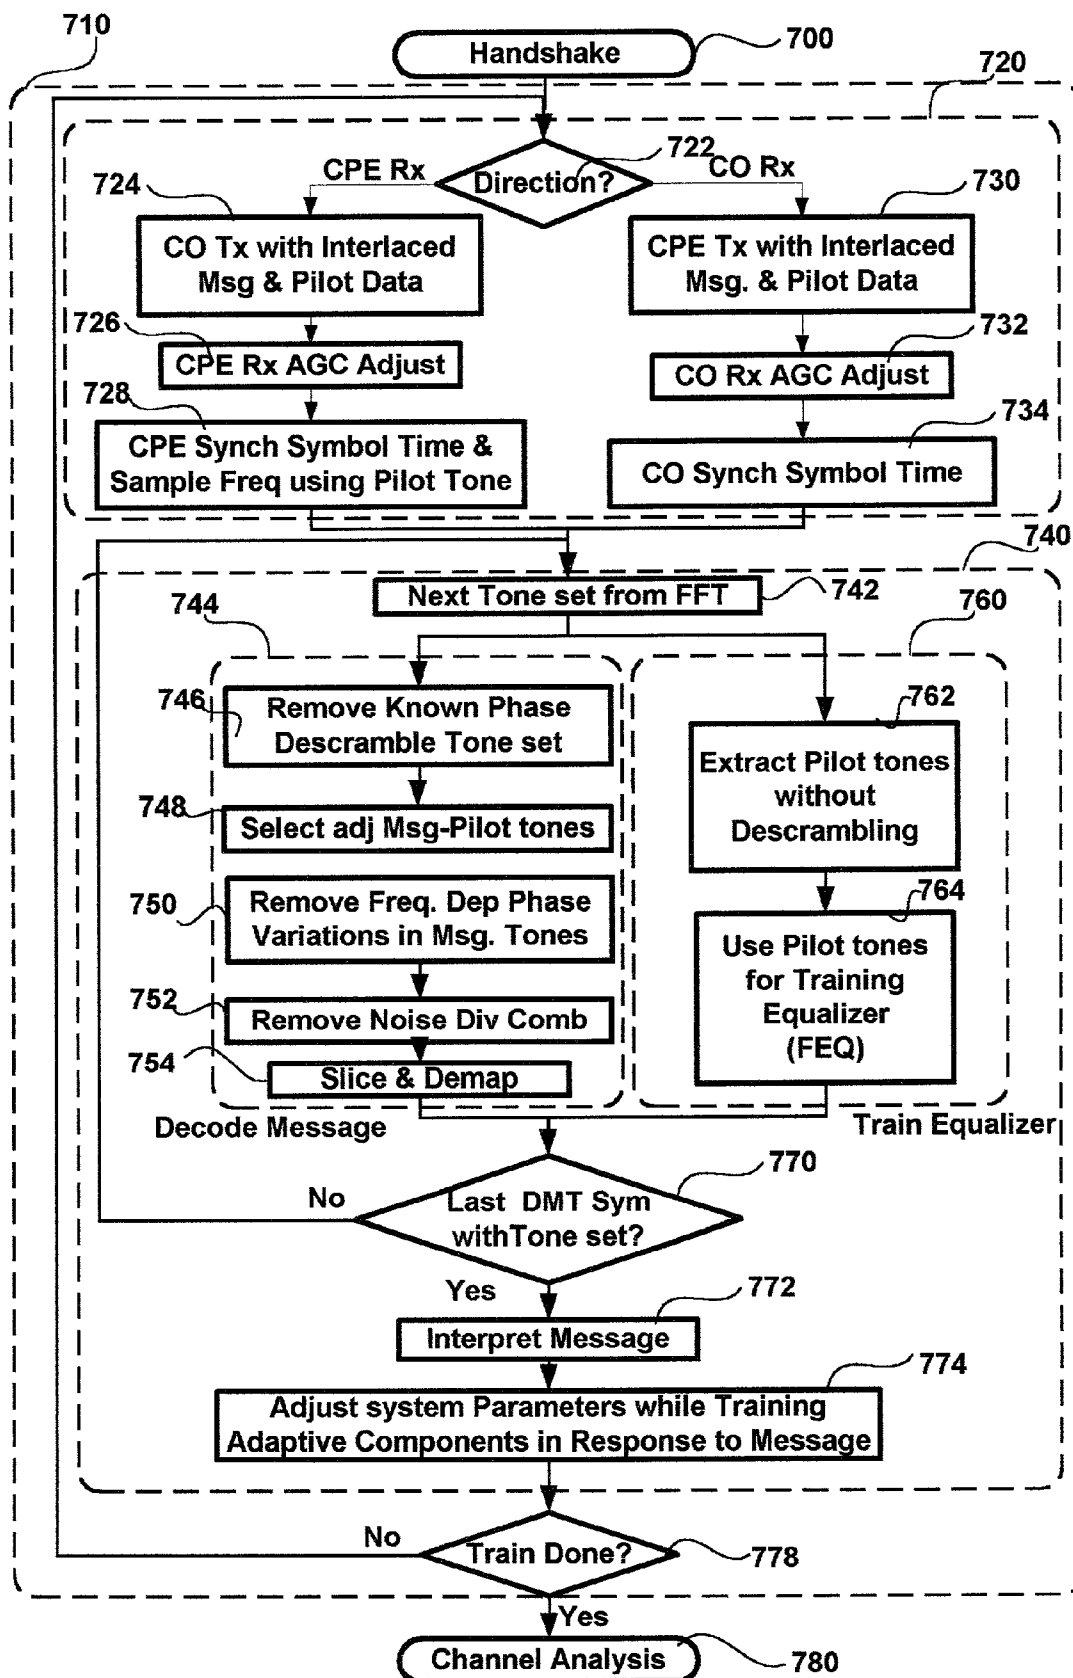 710
Handshake
700
720
722
Direction?
CPE Rx
CO Rx
724
730
CO Tx with Interlaced
Msg & Pilot Data
CPE Tx with Interlaced
Msg. & Pilot Data
726
732
CPE Rx AGC Adjust
CO Rx AGC Adjust
728
734
CPE Synch Symbol Time &
Sample Freq using Pilot Tone
CO Synch Symbol Time
740
Next Tone set from FFT
742
744
760
746
Remove Known Phase
Descramble Tone set
762
Extract Pilot tones
without
Descrambling
748
Select adj Msg-Pilot tones
750
Remove Freq. Dep Phase
Variations in Msg. Tones
764
Use Pilot tones
for Training
Equalizer
(FEQ)
752
Remove Noise Div Comb
754
Slice & Demap
Decode Message
Train Equalizer
770
Last DMT Sym
withTone set?
No
Yes
772
Interpret Message
774
Adjust system Parameters while Training
Adaptive Components in Response to Message
No
Train Done?
778
Yes
Channel Analysis
780